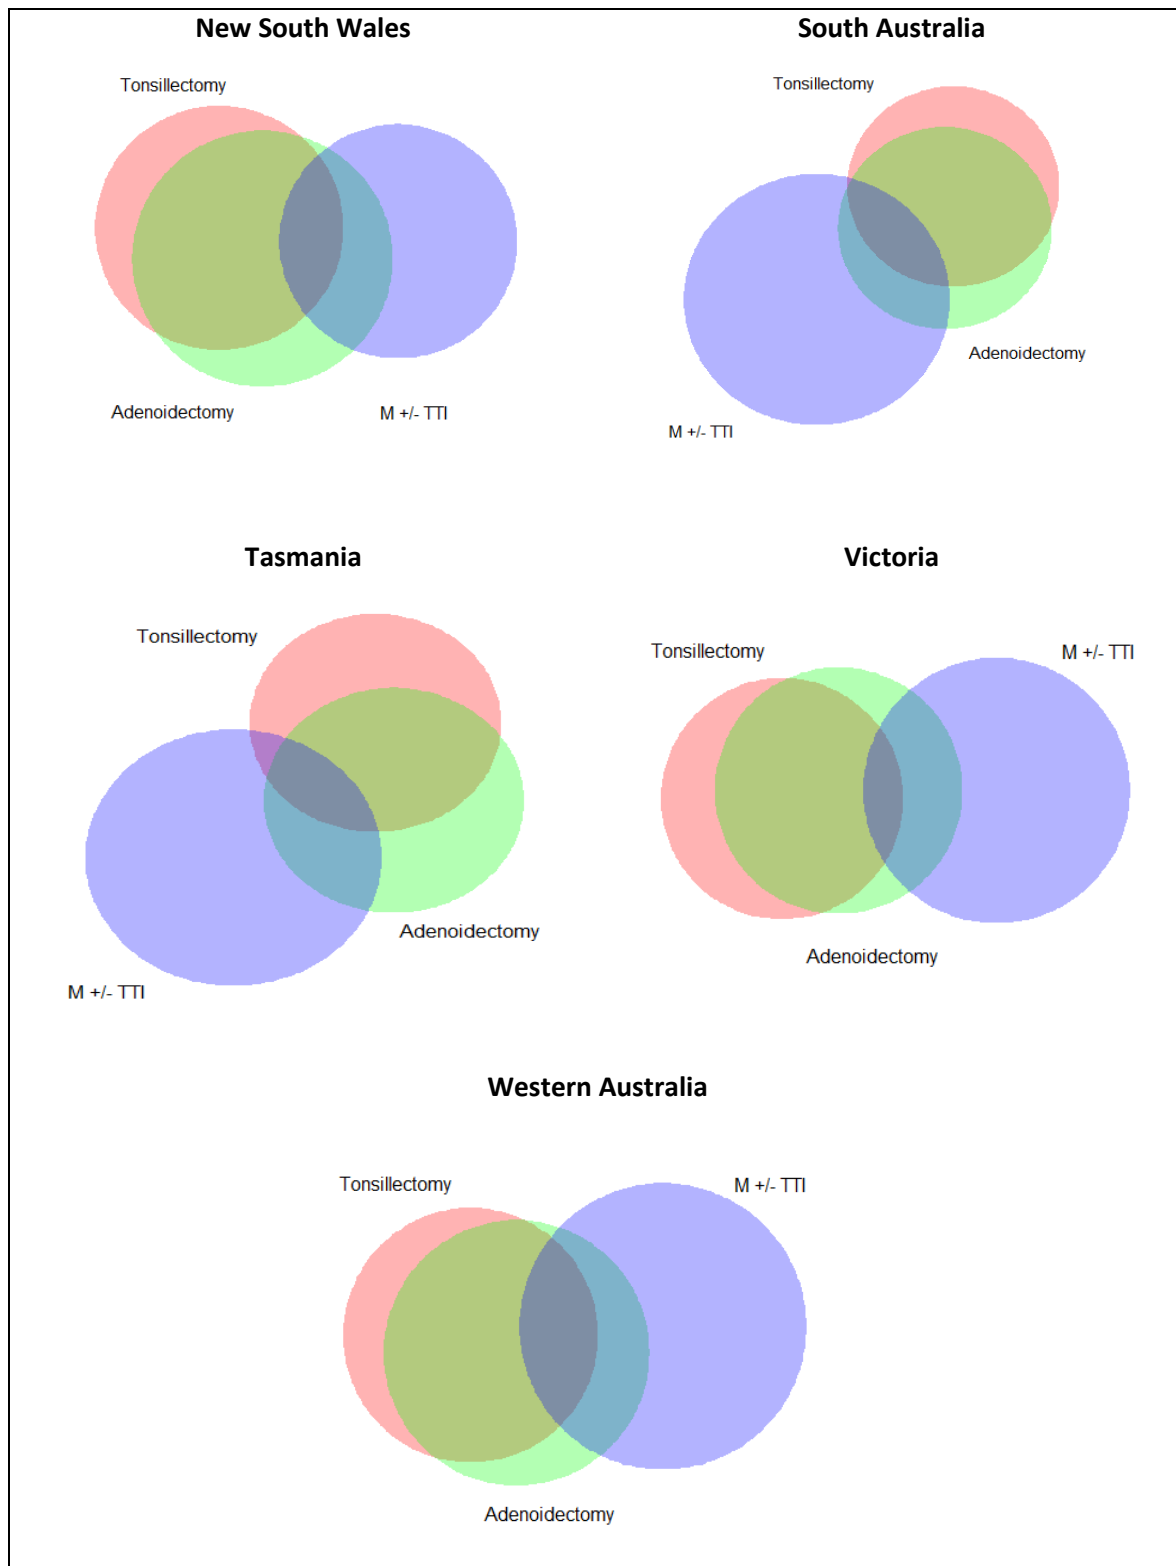 New South Wales
South Australia
Tonsillectomy
Tonsillectomy
Adenoidectomy
M +/- TTI
Adenoidectomy
M +/- TTI
Tasmania
Victoria
Tonsillectomy
Tonsillectomy
M +/- TTI
Adenoidectomy
Adenoidectomy
M +/- TTI
Western Australia
Tonsillectomy
M +/- TTI
Adenoidectomy